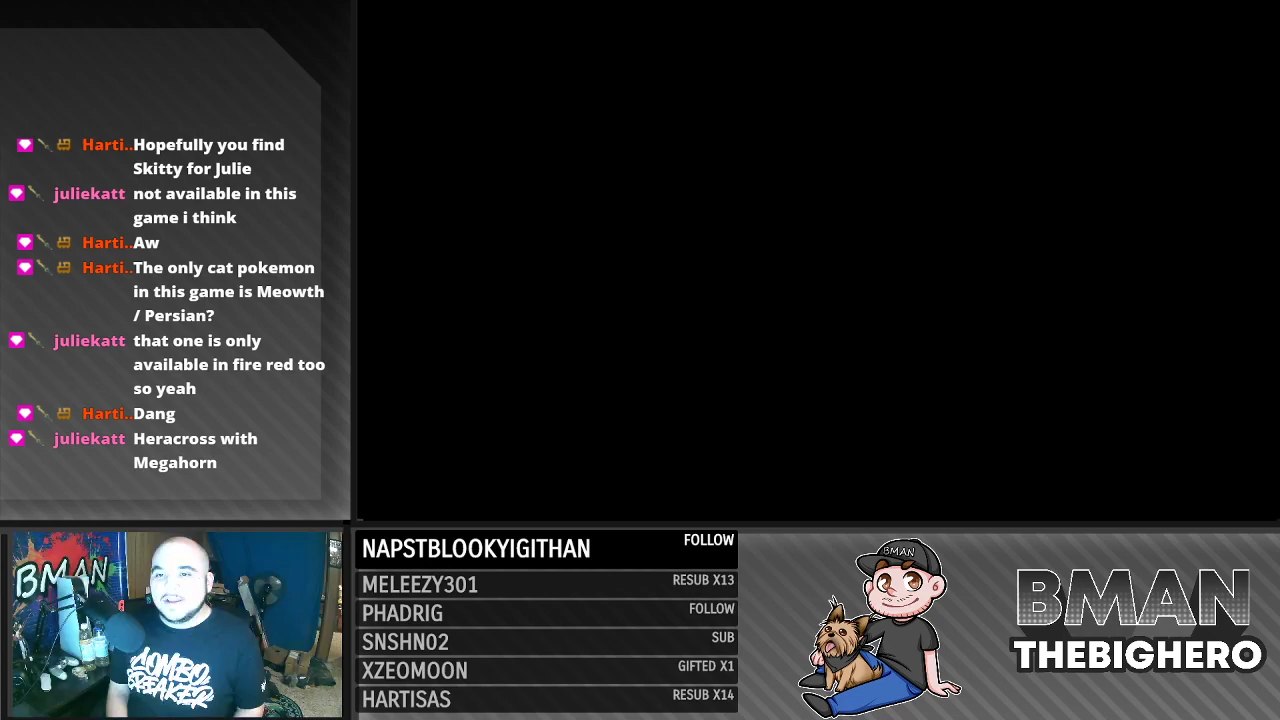 Harti..Hopefully you find
Skitty for Julie
juliekatt not available in this
game i think
Harti..Aw
Harti..The only cat pokemon
in this game is Meowth
/ Persian?
juliekatt that one is only
available in fire red too
so yeah
Harti..Dang
juliekatt Heracross with
Megahorn
BMAN
COMBO
BREAKER
NAPSTBLOOKYIGITHAN FOLLOW
MELEEZY301 RESUB X13
PHADRIG FOLLOW
SNSHN02 SUB
XZEOMOON GIFTED X1
HARTISAS RESUB X14
BMAN
BMAN
THEBIGHERO